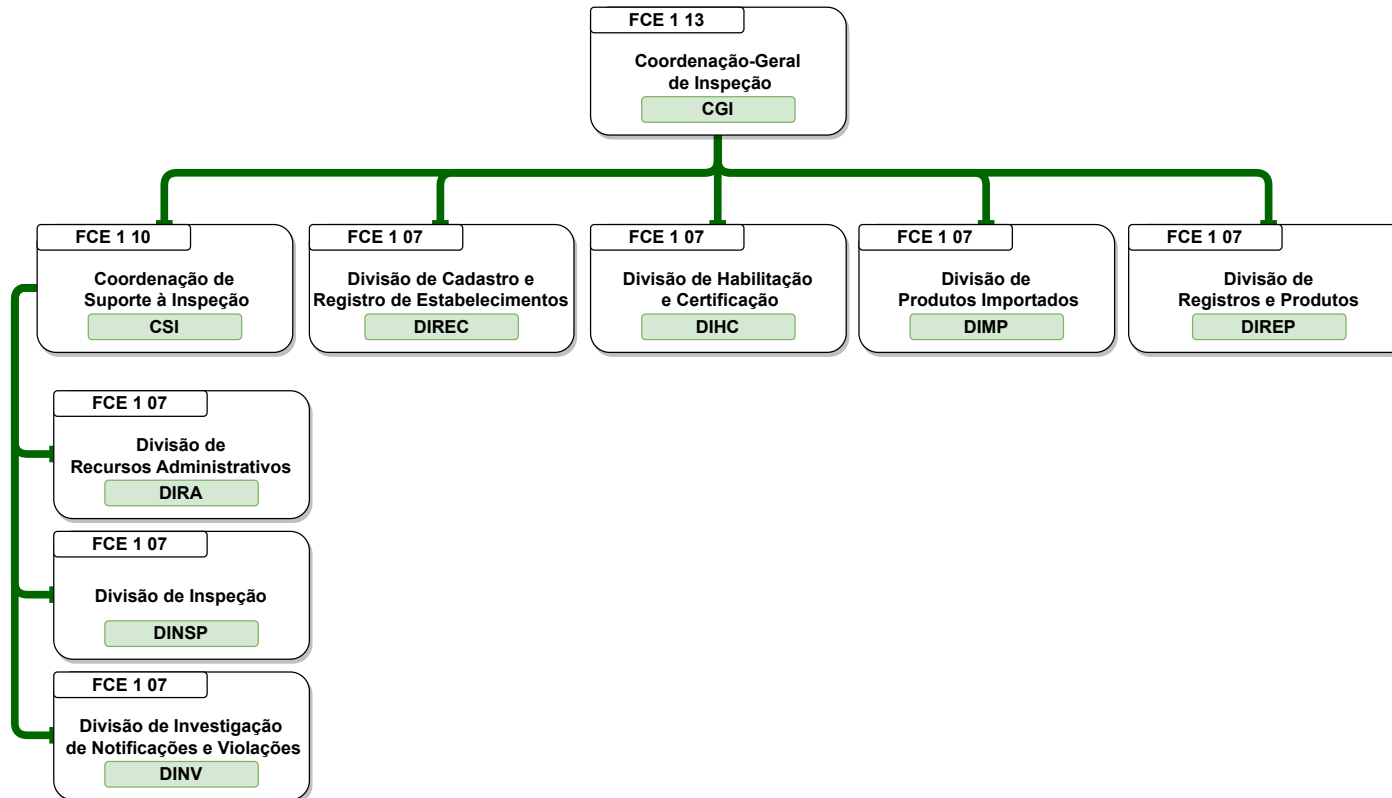 FCE 1 13
Coordenação-Geral
de Inspeção
CGI
FCE 1 10
Coordenação de
Suporte à Inspeção
CSI
FCE 1 07
Divisão de Cadastro e
Registro de Estabelecimentos
DIREC
FCE 1 07
Divisão de Habilitação
e Certificação
DIHC
FCE 1 07
Divisão de
Produtos Importados
DIMP
FCE 1 07
Divisão de
Registros e Produtos
DIREP
FCE 1 07
Divisão de
Recursos Administrativos
DIRA
FCE 1 07
Divisão de Inspeção
DINSP
FCE 1 07
Divisão de Investigação
de Notificações e Violações
DINV